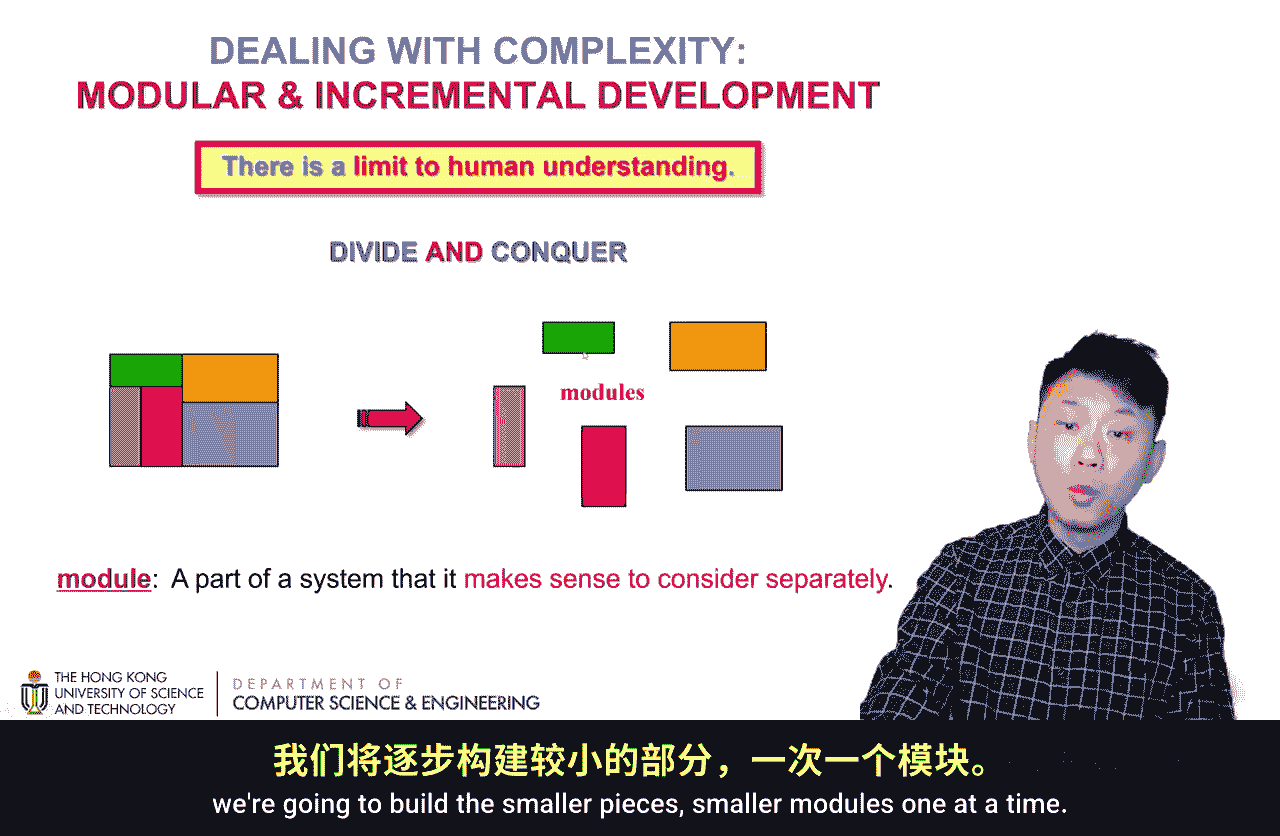 DEALING WITH COMPLEXITY:
MODULAR & INCREMENTAL DEVELOPMENT
There is a limit to human understanding.
DIVIDE AND CONQUER
modules
module: A part of a system that it makes sense to consider separately.
THE HONG KONG
UNIVERSITY OF SCIENCE
AND TECHNOLOGY
DEPARTMENT OF
COMPUTER SCIENCE & ENGINEERING
我们将逐步构建较小的部分，一次一个模块。
we're going to build the smaller pieces, smaller modules one at a time.